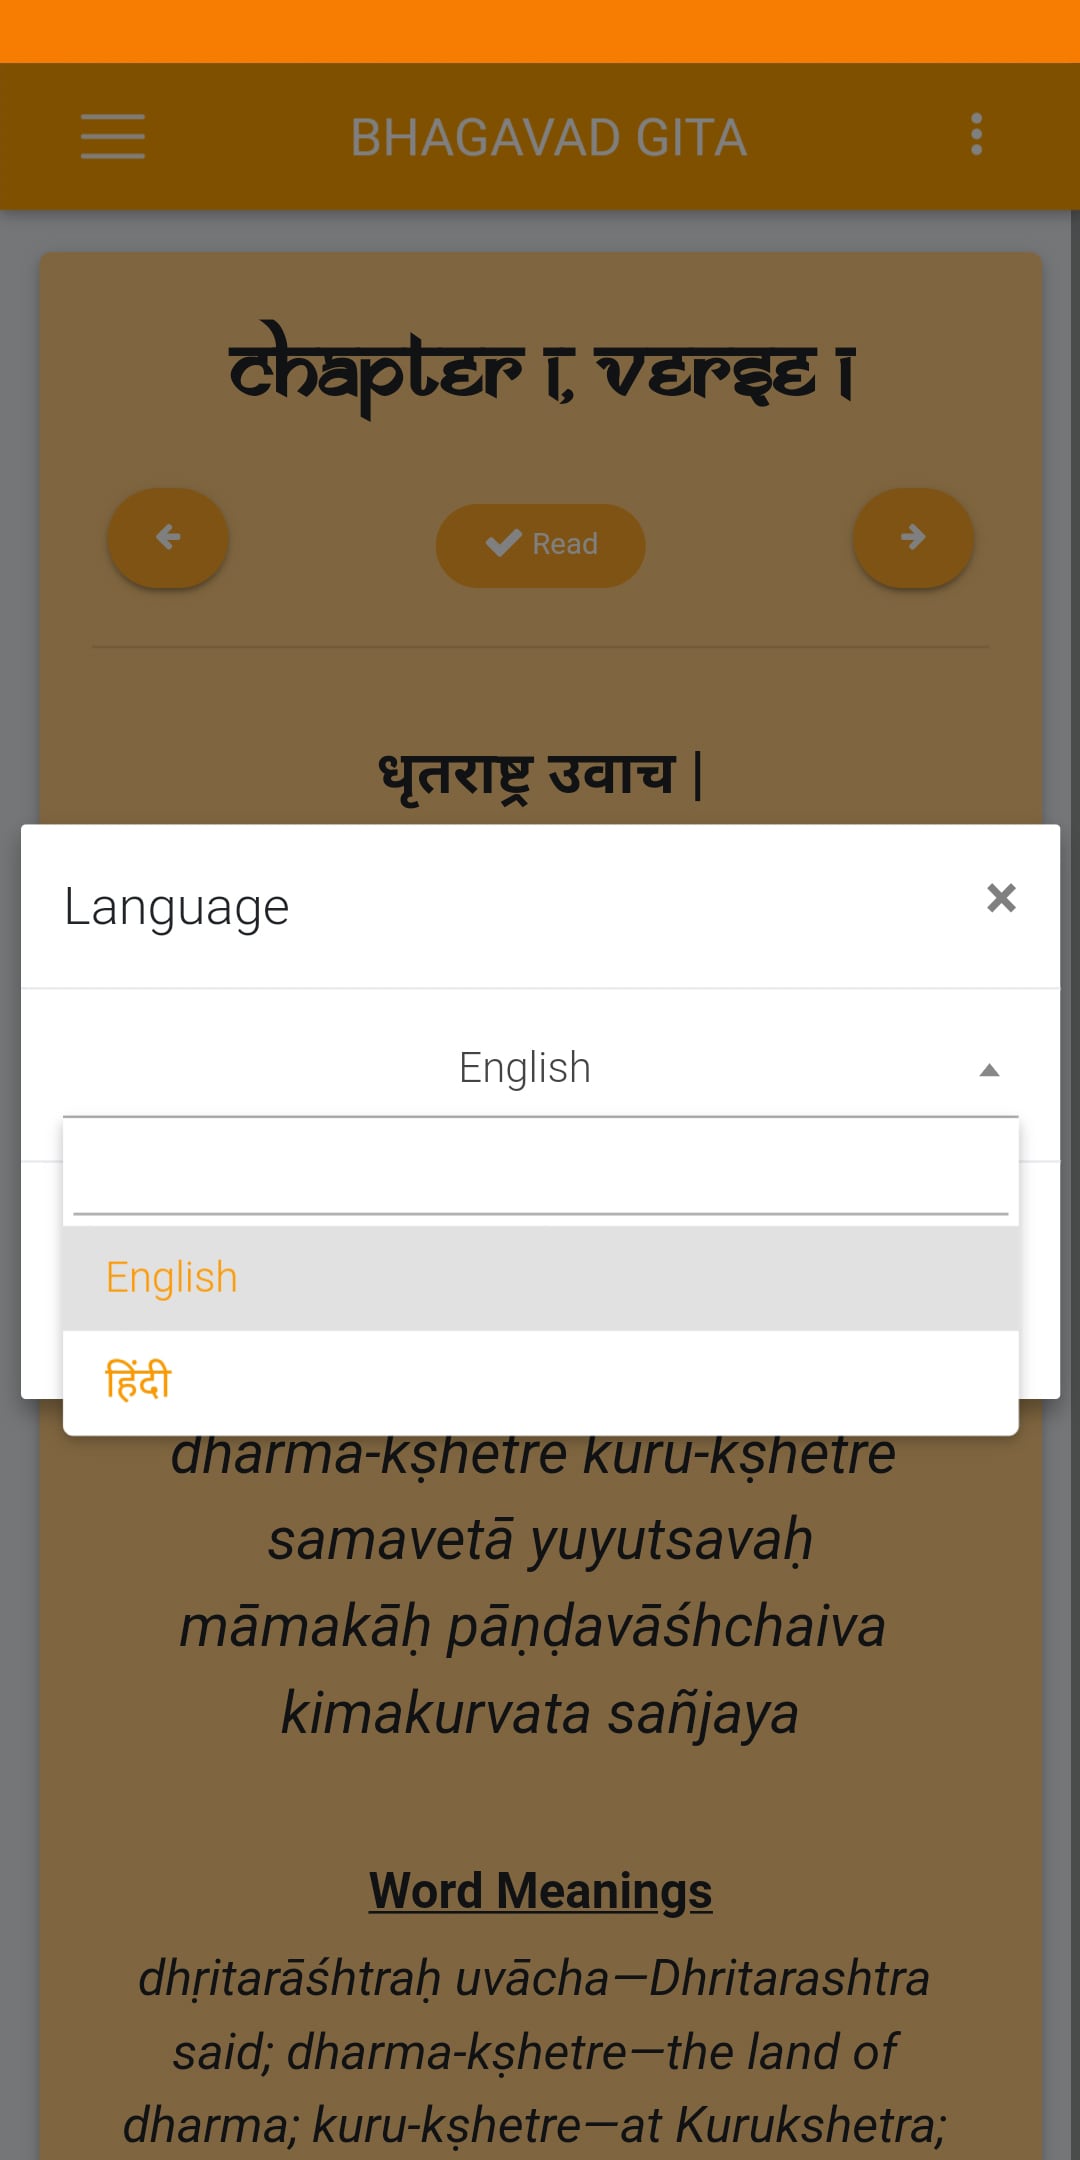 BHAGAVAD GITA
Chapter 1, Verse 1
Read
धृतराष्ट्र उवाच |
Language
×
English
English
हिंदी
dharma-kṣhetre kuru-kṣhetre
samavetā yuyutsavaḥ
māmakāḥ pāṇḍavāśhchaiva
kimakurvata sañjaya
Word Meanings
dhṛitarāśhtraḥ uvācha—Dhritarashtra
said; dharma-kṣhetre—the land of
dharma; kuru-kṣhetre—at Kurukshetra;